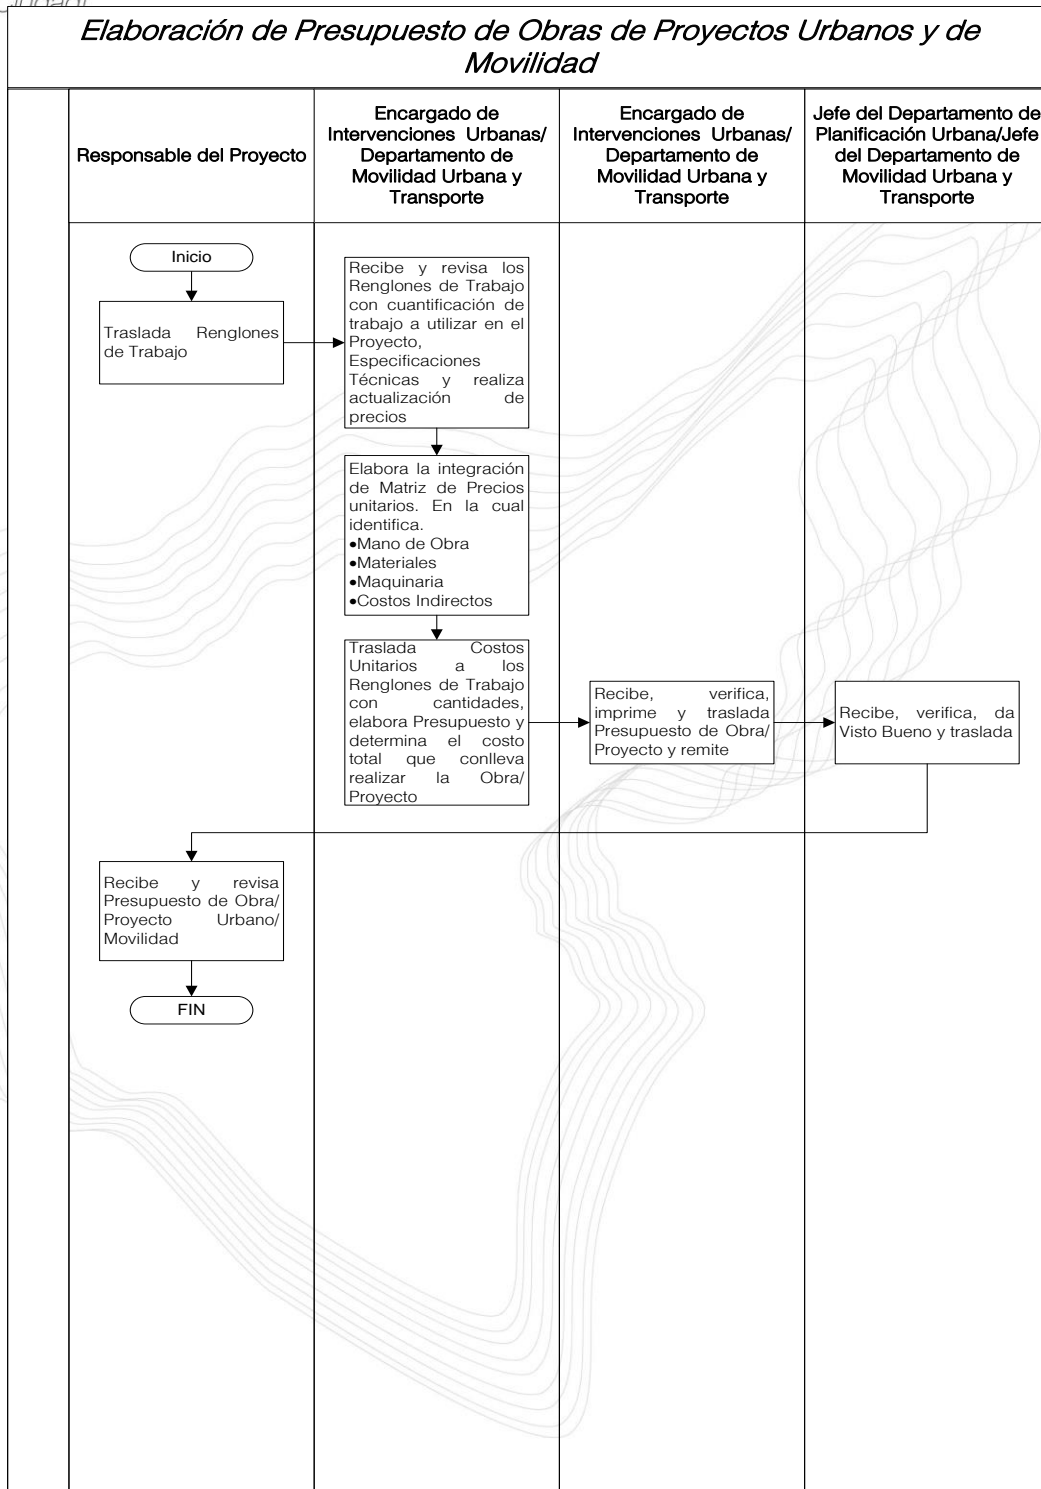 Elaboración de Presupuesto de Obras de Proyectos Urbanos y de
Movilidad
Responsable del Proyecto
Encargado de
Intervenciones Urbanas/
Departamento de
Movilidad Urbana y
Transporte
Encargado de
Intervenciones Urbanas/
Departamento de
Movilidad Urbana y
Transporte
Jefe del Departamento de
Planificación Urbana/Jefe
del Departamento de
Movilidad Urbana y
Transporte
Inicio
Traslada Renglones
de Trabajo
Recibe y revisa los
Renglones de Trabajo
con cuantificación de
trabajo a utilizar en el
Proyecto,
Especificaciones
Técnicas y realiza
actualización de
precios
Elabora la integración
de Matriz de Precios
unitarios. En la cual
identifica.
•Mano de Obra
•Materiales
•Maquinaria
•Costos Indirectos
Traslada Costos
Unitarios a los
Renglones de Trabajo
con cantidades,
elabora Presupuesto y
determina el costo
total que conlleva
realizar la Obra/
Proyecto
Recibe, verifica,
imprime y traslada
Presupuesto de Obra/
Proyecto y remite
Recibe, verifica, da
Visto Bueno y traslada
Recibe y revisa
Presupuesto de Obra/
Proyecto Urbano/
Movilidad
FIN